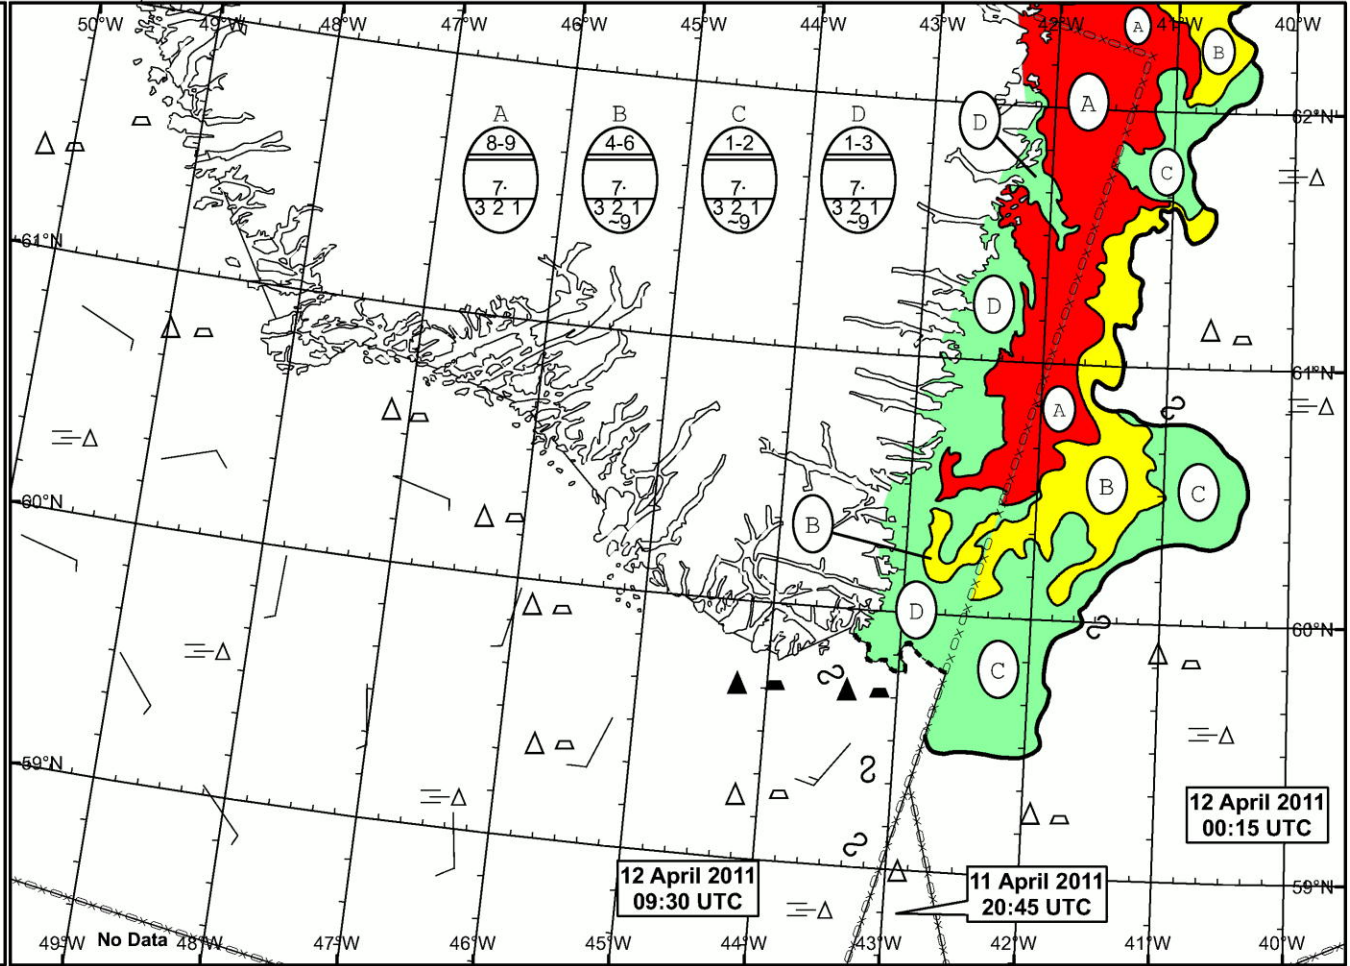 50°W 49°W 48°W 47°W 46°W 45°W 44°W 43°W 42°W 41°W 40°W
A
B
A
D
62°N
A B C D
8-9 4-6 1-2 1-3
7· 7· 7· 7·
3 2 1 3 2 1 3 2 1 3 2 1
~9 ~9 ~9
C
61°N
D
61°N
A
B
C
60°N
B
D
60°N
C
59°N
12 April 2011
00:15 UTC
12 April 2011
09:30 UTC
11 April 2011
20:45 UTC
59°N
No Data
49°W 48°W 47°W 46°W 45°W 44°W 43°W 42°W 41°W 40°W